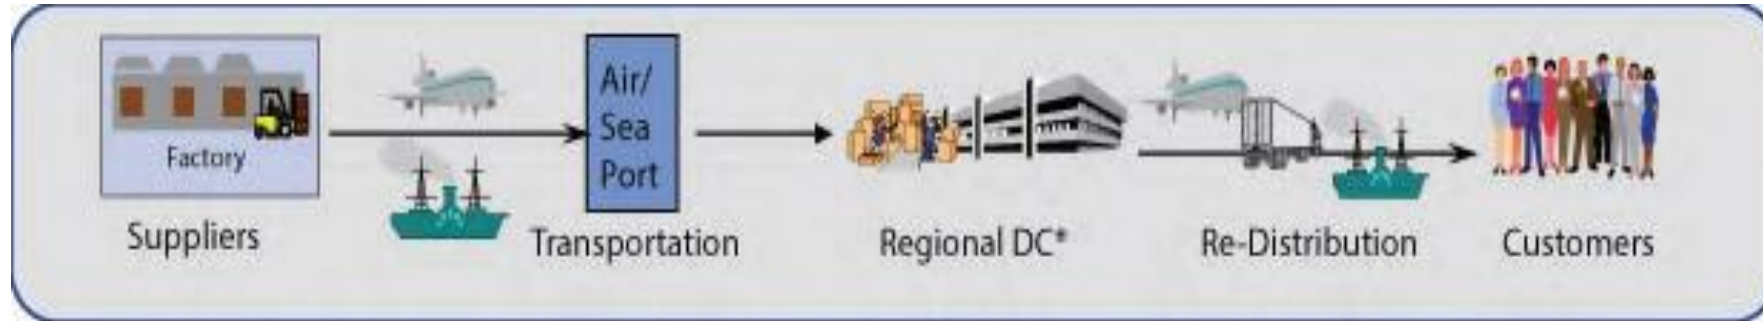 Factory
Suppliers
Air/
Sea
Port
Transportation
Regional DC*
Re-Distribution
Customers